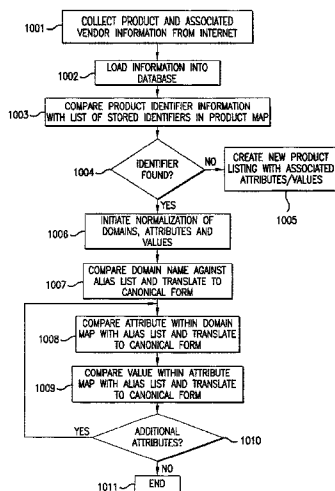 1001
COLLECT PRODUCT AND ASSOCIATED
VENDOR INFORMATION FROM INTERNET
1002
LOAD INFORMATION INTO
DATABASE
1003
COMPARE PRODUCT IDENTIFIER INFORMATION
WITH LIST OF STORED IDENTIFIERS IN PRODUCT MAP
1004
IDENTIFIER
FOUND?
NO
CREATE NEW PRODUCT
LISTING WITH ASSOCIATED
ATTRIBUTES/VALUES
1005
YES
1006
INITIATE NORMALIZATION OF
DOMAINS, ATTRIBUTES AND
VALUES
1007
COMPARE DOMAIN NAME AGAINST
ALIAS LIST AND TRANSLATE TO
CANONICAL FORM
1008
COMPARE ATTRIBUTE WITHIN DOMAIN
MAP WITH ALIAS LIST AND TRANSLATE
TO CANONICAL FORM
1009
COMPARE VALUE WITHIN ATTRIBUTE
MAP WITH ALIAS LIST AND TRANSLATE
TO CANONICAL FORM
YES
ADDITIONAL
ATTRIBUTES?
1010
NO
1011
END